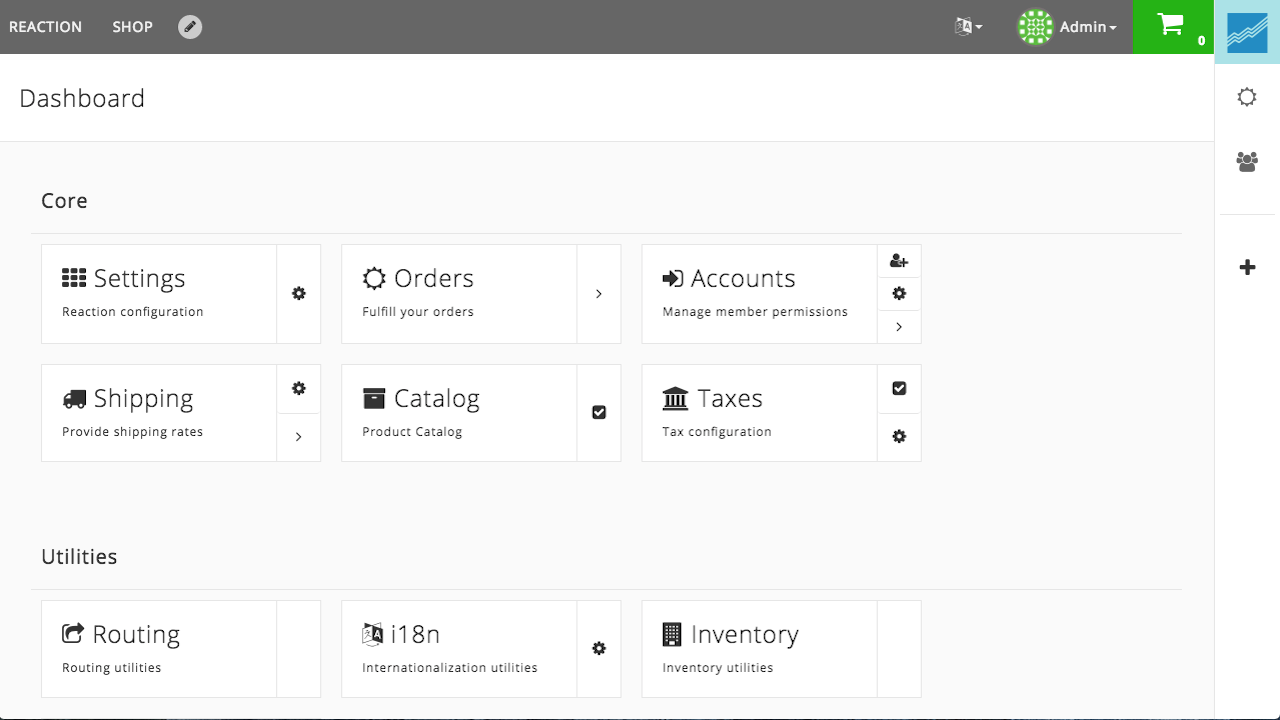 REACTION SHOP Admin 0
Dashboard
Core
Settings
Reaction configuration
Orders
Fulfill your orders
Accounts
Manage member permissions
Shipping
Provide shipping rates
Catalog
Product Catalog
Taxes
Tax configuration
Utilities
Routing
Routing utilities
i18n
Internationalization utilities
Inventory
Inventory utilities